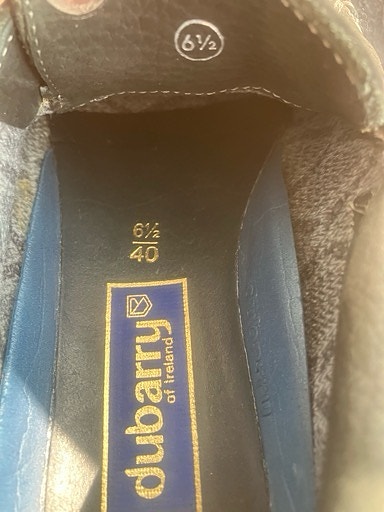 6½
6½
40
dubarry
of ireland